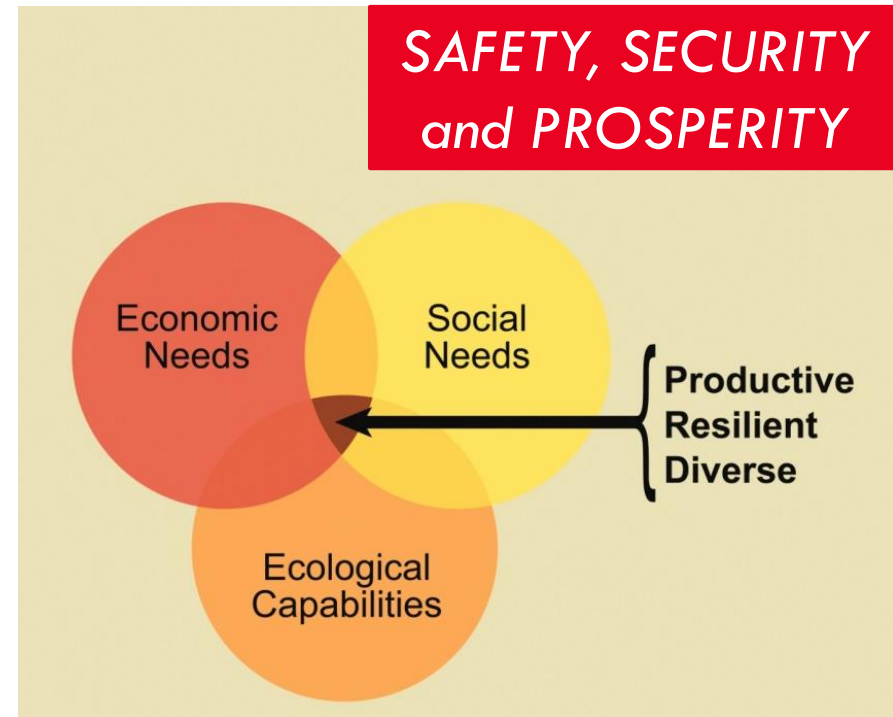 SAFETY, SECURITY
and PROSPERITY
Economic
Needs
Social
Needs
Productive
Resilient
Diverse
Ecological
Capabilities